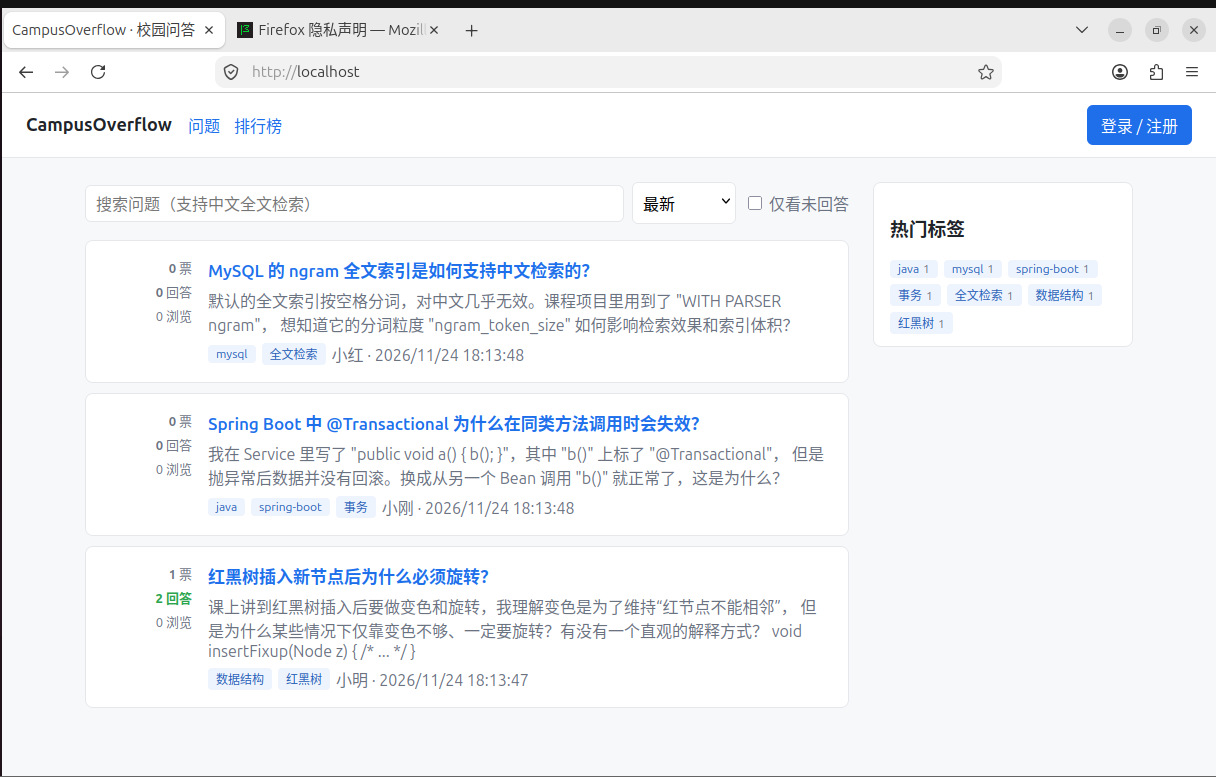 CampusOverflow · 校园问答
Firefox 隐私声明 — Mozil
http://localhost
CampusOverflow 问题 排行榜 登录 / 注册
搜索问题（支持中文全文检索） 最新 仅看未回答
0 票
0 回答
0 浏览
MySQL 的 ngram 全文索引是如何支持中文检索的？
默认的全文索引按空格分词，对中文几乎无效。课程项目里用到了 "WITH PARSER
ngram"， 想知道它的分词粒度 "ngram_token_size" 如何影响检索效果和索引体积？
mysql 全文检索 小红 · 2026/11/24 18:13:48
0 票
0 回答
0 浏览
Spring Boot 中 @Transactional 为什么在同类方法调用时会失效？
我在 Service 里写了 "public void a() { b(); }"，其中 "b()" 上标了 "@Transactional"， 但是
抛异常后数据并没有回滚。换成从另一个 Bean 调用 "b()" 就正常了，这是为什么？
java spring-boot 事务 小刚 · 2026/11/24 18:13:48
1 票
2 回答
0 浏览
红黑树插入新节点后为什么必须旋转？
课上讲到红黑树插入后要做变色和旋转，我理解变色是为了维持“红节点不能相邻”， 但
是为什么某些情况下仅靠变色不够、一定要旋转？有没有一个直观的解释方式？ void
insertFixup(Node z) { /* ... */ }
数据结构 红黑树 小明 · 2026/11/24 18:13:47
热门标签
java 1 mysql 1 spring-boot 1
事务 1 全文检索 1 数据结构 1
红黑树 1